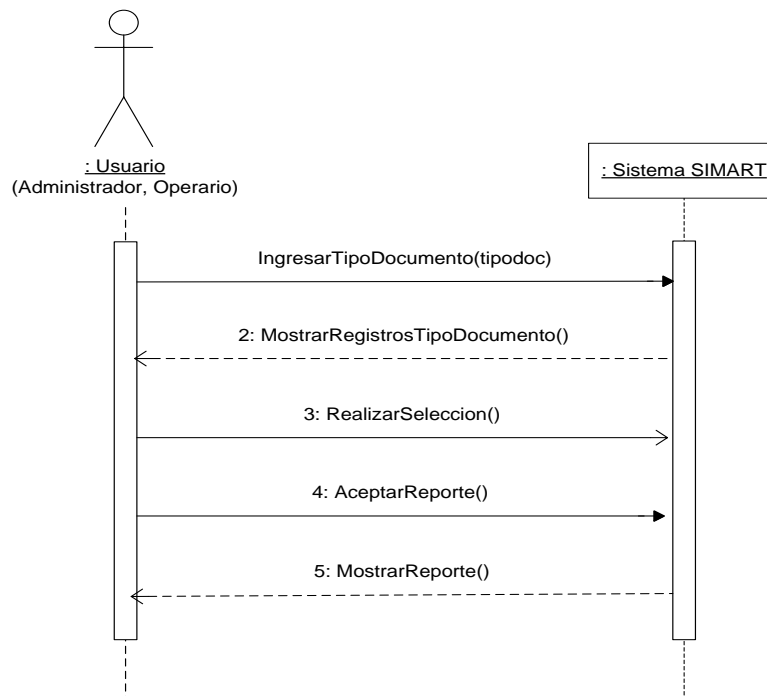 : Usuario
(Administrador, Operario)
: Sistema SIMART
IngresarTipoDocumento(tipodoc)
2: MostrarRegistrosTipoDocumento()
3: RealizarSeleccion()
4: AceptarReporte()
5: MostrarReporte()